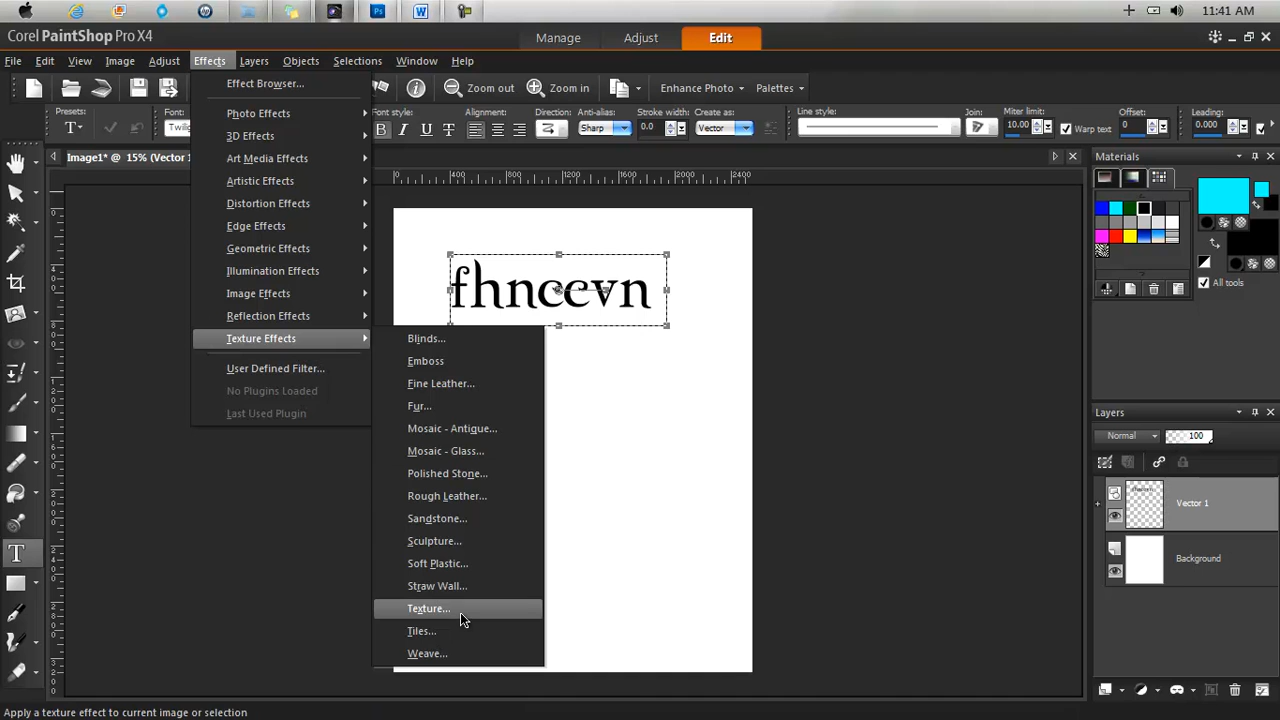 11:41 AM
Corel PaintShop Pro X4
Manage
Adjust
Edit
File Edit View Image Adjust Effects Layers Objects Selections Window Help
Zoom out
Zoom in
Enhance Photo
Palettes
Presets:
Font:
Font style:
Alignment:
Direction:
Anti-alias:
Stroke width:
Create as:
Line style:
Join:
Miter limit:
Offset:
Leading:
Sharp
0.0
Vector
10.00
Warp text
0
0.000
Image1* @ 15% (Vector 1
0 400 800 1200 1600 2000 2400
Effect Browser...
Photo Effects
3D Effects
Art Media Effects
Artistic Effects
Distortion Effects
Edge Effects
Geometric Effects
Illumination Effects
Image Effects
Reflection Effects
Texture Effects
User Defined Filter...
No Plugins Loaded
Last Used Plugin
Blinds...
Emboss
Fine Leather...
Fur...
Mosaic - Antique...
Mosaic - Glass...
Polished Stone...
Rough Leather...
Sandstone...
Sculpture...
Soft Plastic...
Straw Wall...
Texture...
Tiles...
Weave...
fhnccevn
Materials
All tools
Layers
Normal
100
Vector 1
Background
Apply a texture effect to current image or selection